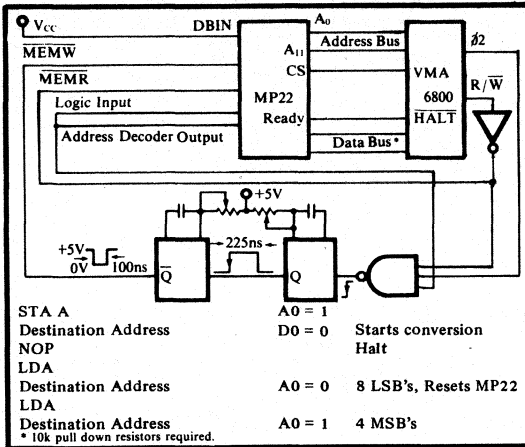 VCC DBIN A0
Address Bus Ø2
MEMW A11
CS VMA
MEMR R/W
MP22 6800
Logic Input
Ready HALT
Address Decoder Output
Data Bus*
+5V
+5V 225ns
0V 100ns Q Q
STA A A0 = 1
Destination Address D0 = 0 Starts conversion
NOP Halt
LDA
Destination Address A0 = 0 8 LSB's, Resets MP22
LDA
Destination Address A0 = 1 4 MSB's
* 10k pull down resistors required.